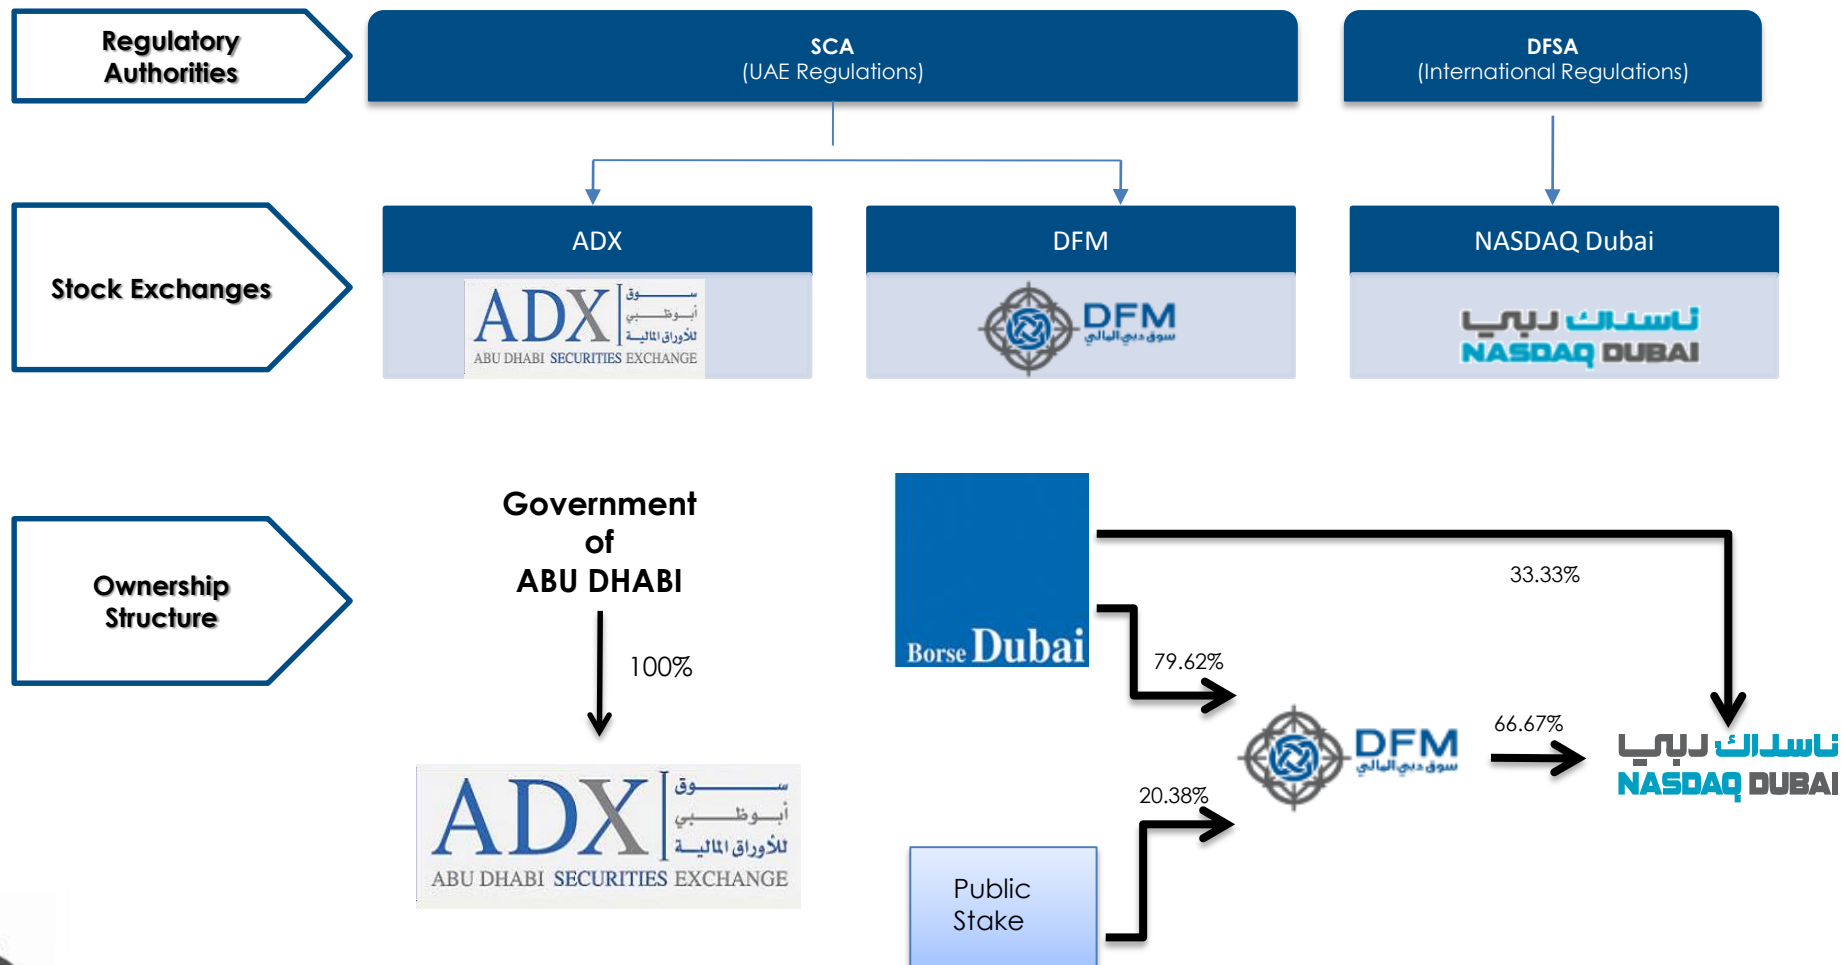 Regulatory
Authorities
SCA
(UAE Regulations)
DFSA
(International Regulations)
Stock Exchanges
ADX
DFM
NASDAQ Dubai
ADX
سوق
أبوظبي
للأوراق المالية
ABU DHABI SECURITIES EXCHANGE
DFM
سوق دبي المالي
ناسداك دبي
NASDAQ DUBAI
Ownership
Structure
Government
of
ABU DHABI
100%
ADX
سوق
أبوظبي
للأوراق المالية
ABU DHABI SECURITIES EXCHANGE
Borse Dubai
33.33%
79.62%
DFM
سوق دبي المالي
66.67%
ناسداك دبي
NASDAQ DUBAI
20.38%
Public
Stake